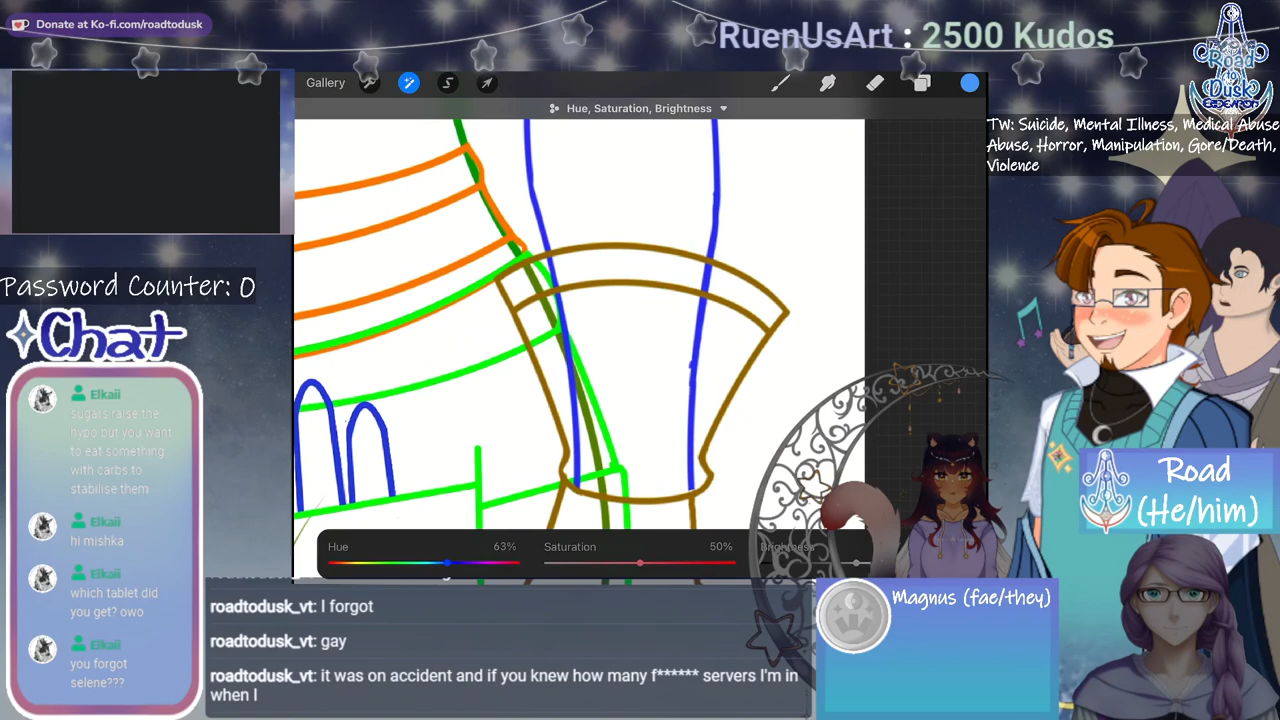 Donate at Ko-fi.com/roadtodusk
RuenUsArt : 2500 Kudos
Road
to
Dusk
Tw: Suicide, Mental Illness, Medical Abuse
Abuse, Horror, Manipulation, Gore/Death,
Violence
Gallery
Hue, Saturation, Brightness
Password Counter: 0
Chat
Elkaii
sugars raise the
hypo but you want
to eat something
with carbs to
stabilise them
Elkaii
hi mishka
Elkaii
which tablet did
you get? owo
Elkaii
you forgot
selene???
Hue 63%
Saturation 50%
Brightness
roadtodusk_vt: I forgot
roadtodusk_vt: gay
roadtodusk_vt: it was on accident and if you knew how many f****** servers I'm in
when I
Road
(He/him)
Magnus (fae/they)